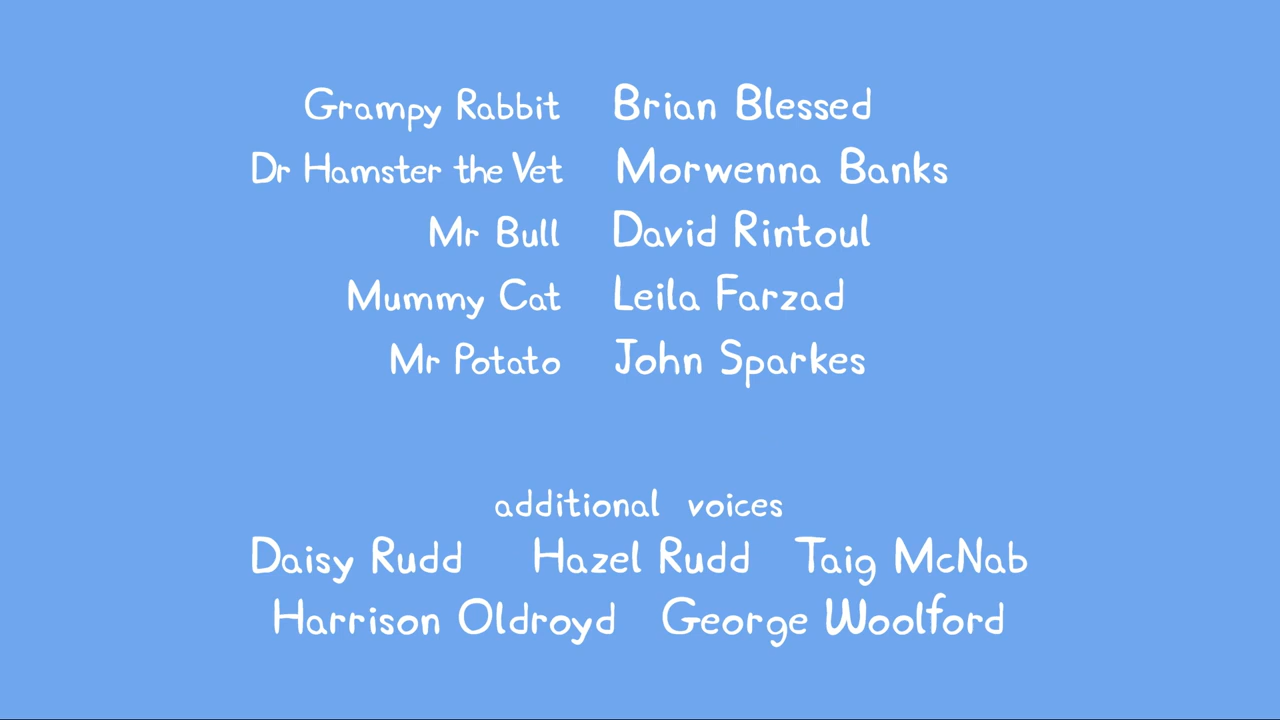 Grampy Rabbit Brian Blessed
Dr Hamster the Vet Morwenna Banks
Mr Bull David Rintoul
Mummy Cat Leila Farzad
Mr Potato John Sparkes
additional voices
Daisy Rudd Hazel Rudd Taig McNab
Harrison Oldroyd George Woolford